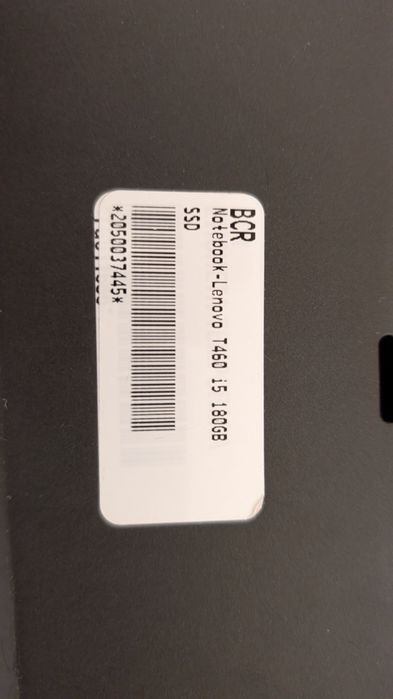 BCR
Notebook-Lenovo T460 i5 180GB
SSD
*2050037445*